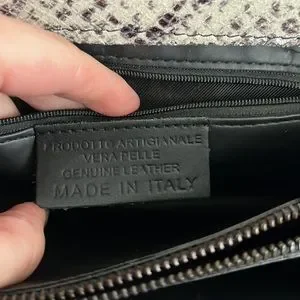 PRODOTTO ARTIGIANALE
VERA PELLE
GENUINE LEATHER
MADE IN ITALY